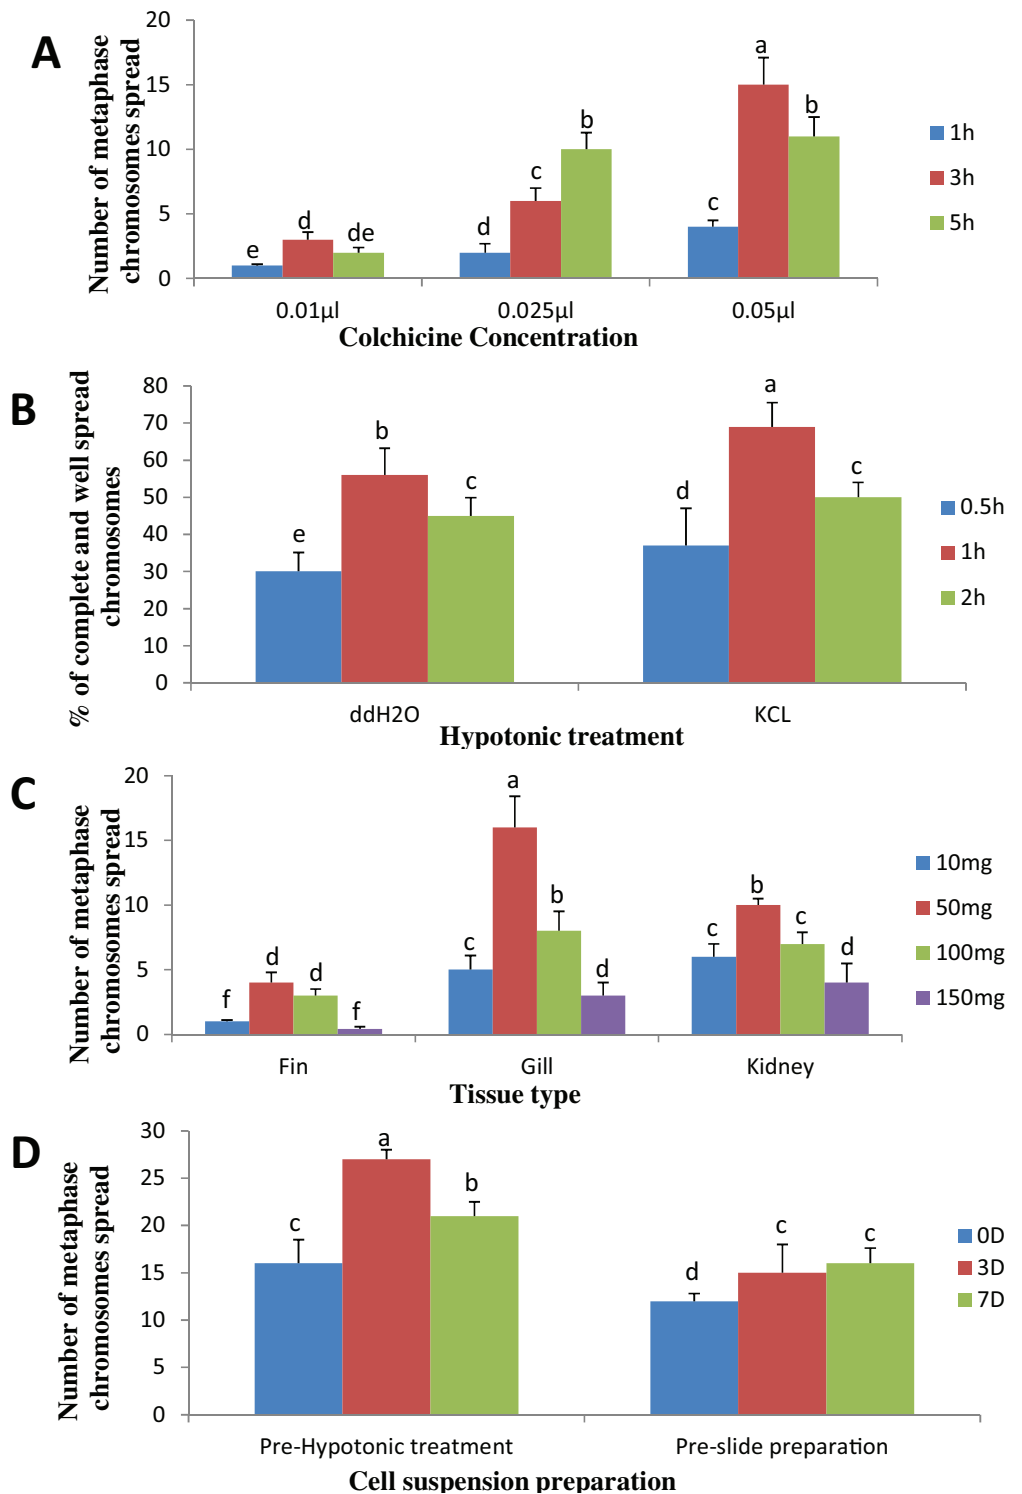 A
Number of metaphase
chromosomes spread
20
15
10
5
0
e
d
de
d
c
b
c
a
b
0.01µl
0.025µl
0.05µl
Colchicine Concentration
1h
3h
5h
B
% of complete and well spread
chromosomes
80
70
60
50
40
30
20
10
0
e
b
c
d
a
c
ddH2O
KCL
Hypotonic treatment
0.5h
1h
2h
C
Number of metaphase
chromosomes spread
20
15
10
5
0
f
d
d
f
c
a
b
d
c
b
c
d
Fin
Gill
Kidney
Tissue type
10mg
50mg
100mg
150mg
D
Number of metaphase
chromosomes spread
30
25
20
15
10
5
0
c
a
b
d
c
c
Pre-Hypotonic treatment
Pre-slide preparation
Cell suspension preparation
0D
3D
7D